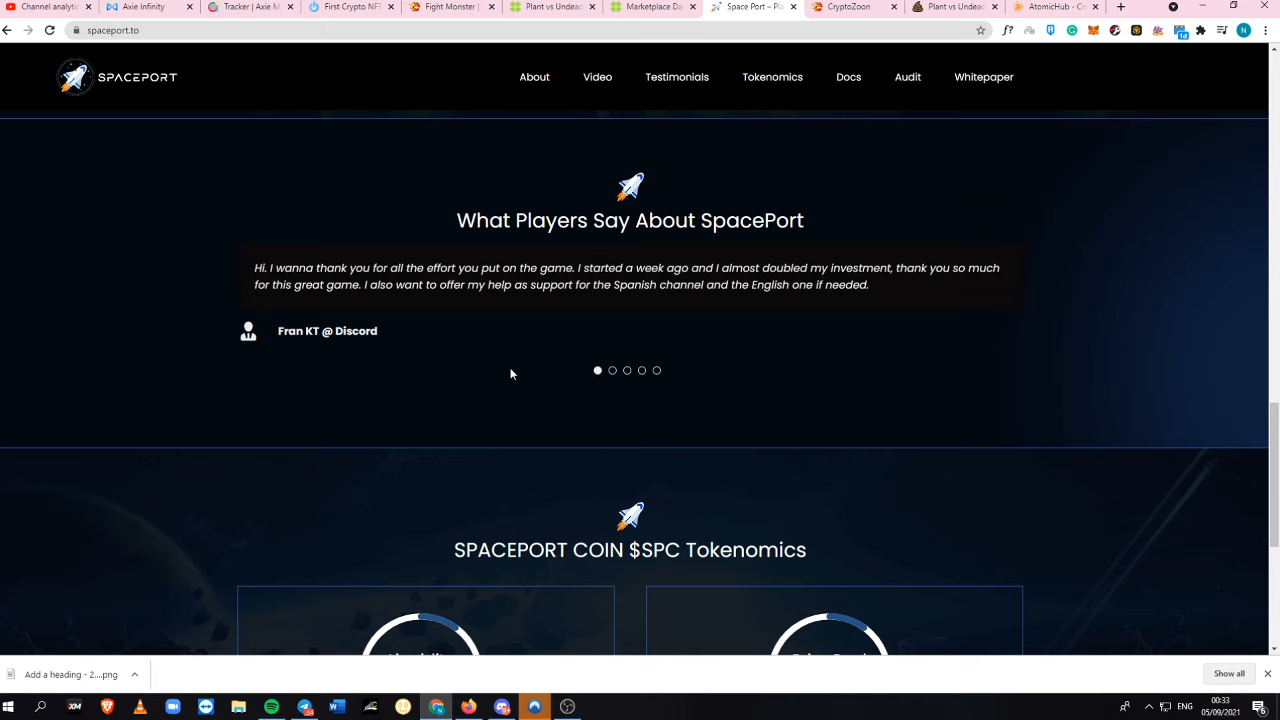 Channel analytic
Axie Infinity
Tracker | Axie M
First Crypto NFT
Fight Monster |
Plant vs Undead
Marketplace Da
Space Port – Pla
CryptoZoon
Plant vs Undead
AtomicHub - C
spaceport.to
1d
N
SPACEPORT
About
Video
Testimonials
Tokenomics
Docs
Audit
Whitepaper
What Players Say About SpacePort
Hi. I wanna thank you for all the effort you put on the game. I started a week ago and I almost doubled my investment, thank you so much
for this great game. I also want to offer my help as support for the Spanish channel and the English one if needed.
Fran KT @ Discord
SPACEPORT COIN $SPC Tokenomics
Add a heading - 2....png
Show all
ENG
00:33
05/09/2021